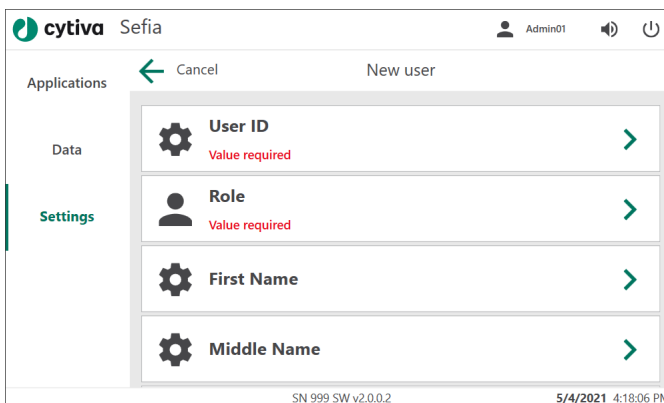 cytiva Sefia Admin01
Applications
Data
Settings
Cancel New user
User ID
Value required
Role
Value required
First Name
Middle Name
SN 999 SW v2.0.0.2 5/4/2021 4:18:06 PM